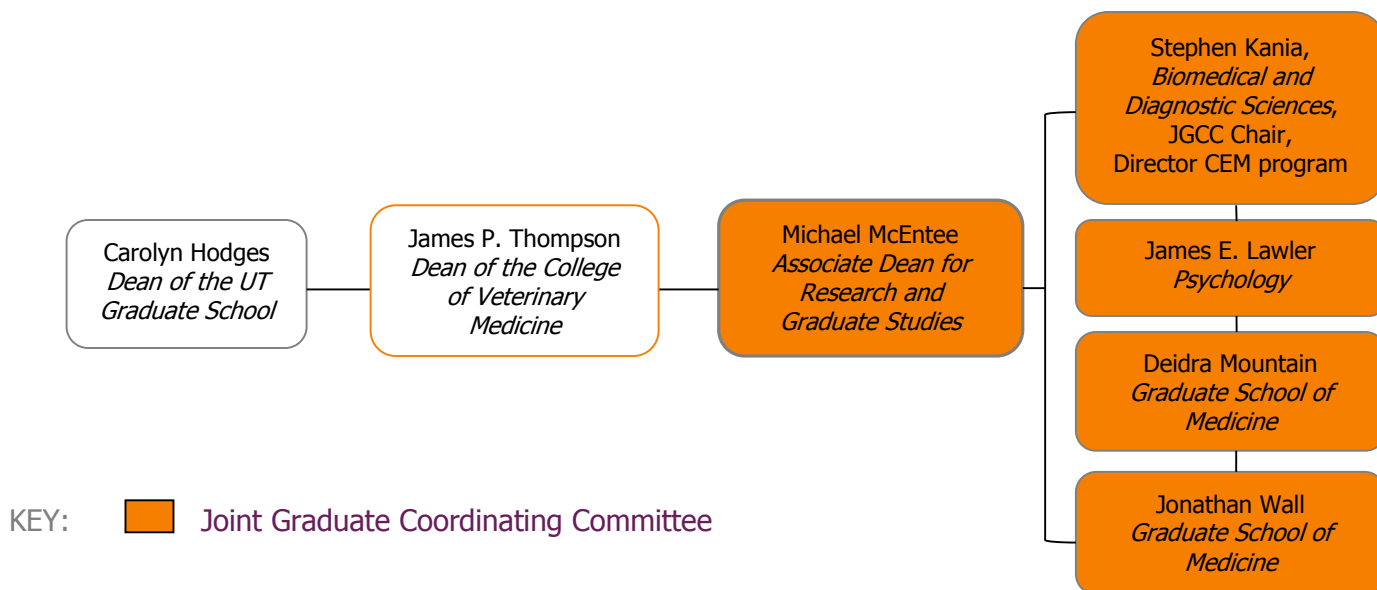 Carolyn Hodges
Dean of the UT
Graduate School
James P. Thompson
Dean of the College
of Veterinary
Medicine
Michael McEntee
Associate Dean for
Research and
Graduate Studies
Stephen Kania,
Biomedical and
Diagnostic Sciences,
JGCC Chair,
Director CEM program
James E. Lawler
Psychology
Deidra Mountain
Graduate School of
Medicine
Jonathan Wall
Graduate School of
Medicine
KEY: Joint Graduate Coordinating Committee